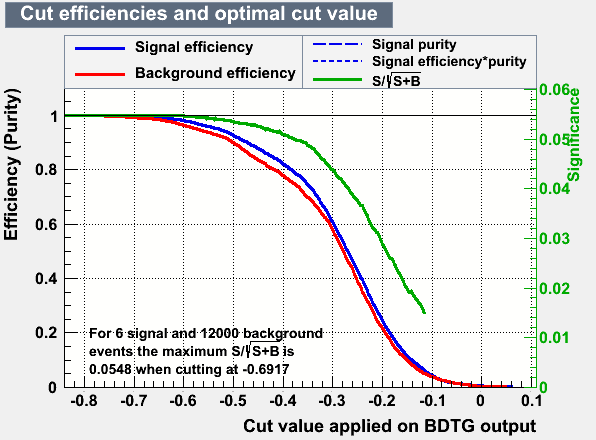 Cut efficiencies and optimal cut value
Signal efficiency
Background efficiency
Signal purity
Signal efficiency*purity
S/√S+B
Efficiency (Purity)
1
0.8
0.6
0.4
0.2
0
0.06
0.05
0.04
0.03
0.02
0.01
0
Significance
For 6 signal and 12000 background
events the maximum S/√S+B is
0.0548 when cutting at -0.6917
-0.8 -0.7 -0.6 -0.5 -0.4 -0.3 -0.2 -0.1 0 0.1
Cut value applied on BDTG output